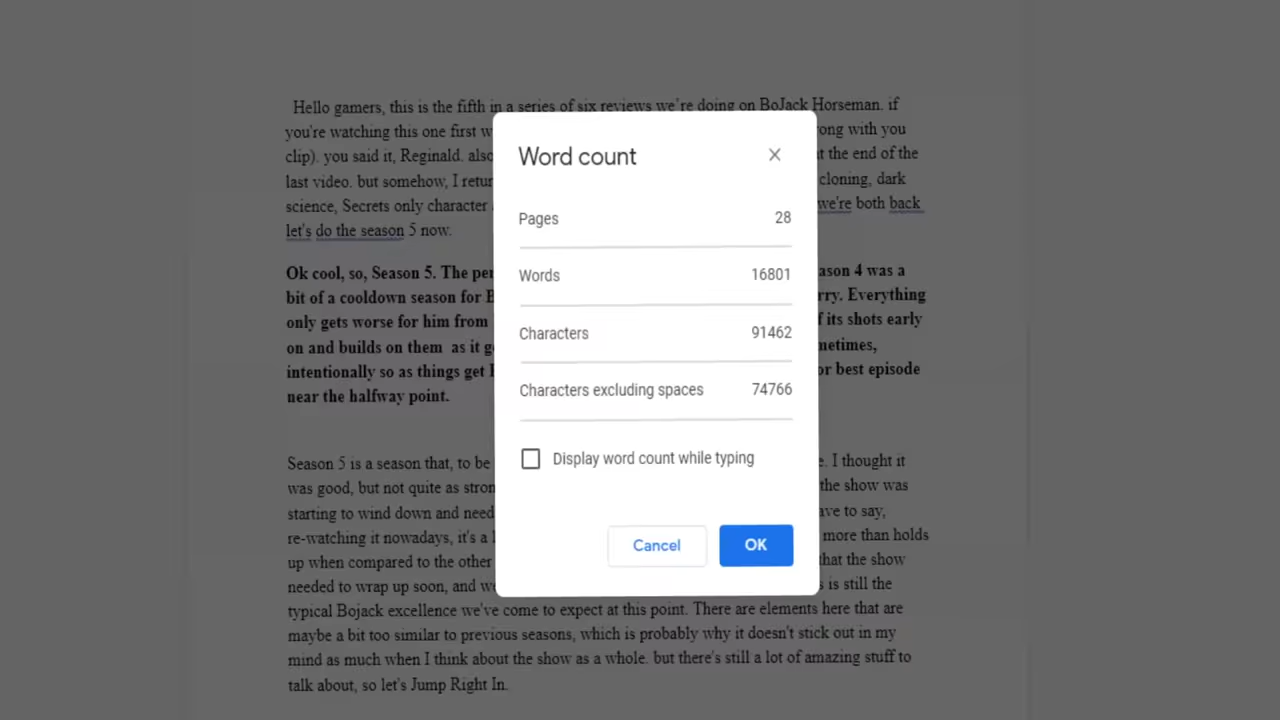 Hello gamers, this is the fifth in a series of six reviews we're doing on BoJack Horseman. if
you're watching this one first w
ong with you
clip). you said it, Reginald. also
t the end of the
last video. but somehow, I retur
cloning, dark
science, Secrets only character
we're both back
let's do the season 5 now.
Ok cool, so, Season 5. The per
ason 4 was a
bit of a cooldown season for B
rry. Everything
only gets worse for him from
f its shots early
on and builds on them as it g
netimes,
intentionally so as things get
or best episode
near the halfway point.
Season 5 is a season that, to be
e. I thought it
was good, but not quite as stron
the show was
starting to wind down and need
ave to say,
re-watching it nowadays, it's a l
more than holds
up when compared to the other
that the show
needed to wrap up soon, and we
s is still the
typical Bojack excellence we've come to expect at this point. There are elements here that are
maybe a bit too similar to previous seasons, which is probably why it doesn't stick out in my
mind as much when I think about the show as a whole. but there's still a lot of amazing stuff to
talk about, so let's Jump Right In.
Word count
Pages 28
Words 16801
Characters 91462
Characters excluding spaces 74766
Display word count while typing
Cancel OK